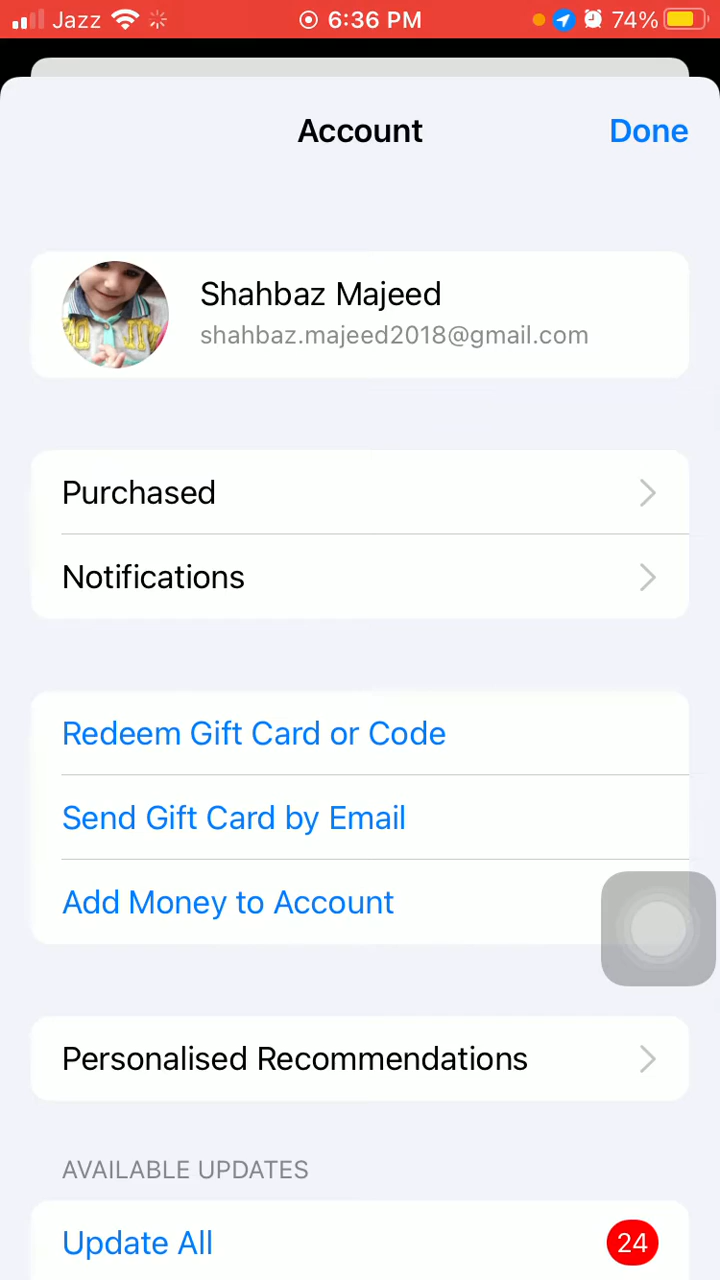 Jazz 6:36 PM 74%
Account Done
Shahbaz Majeed
shahbaz.majeed2018@gmail.com
Purchased
Notifications
Redeem Gift Card or Code
Send Gift Card by Email
Add Money to Account
Personalised Recommendations
AVAILABLE UPDATES
Update All 24